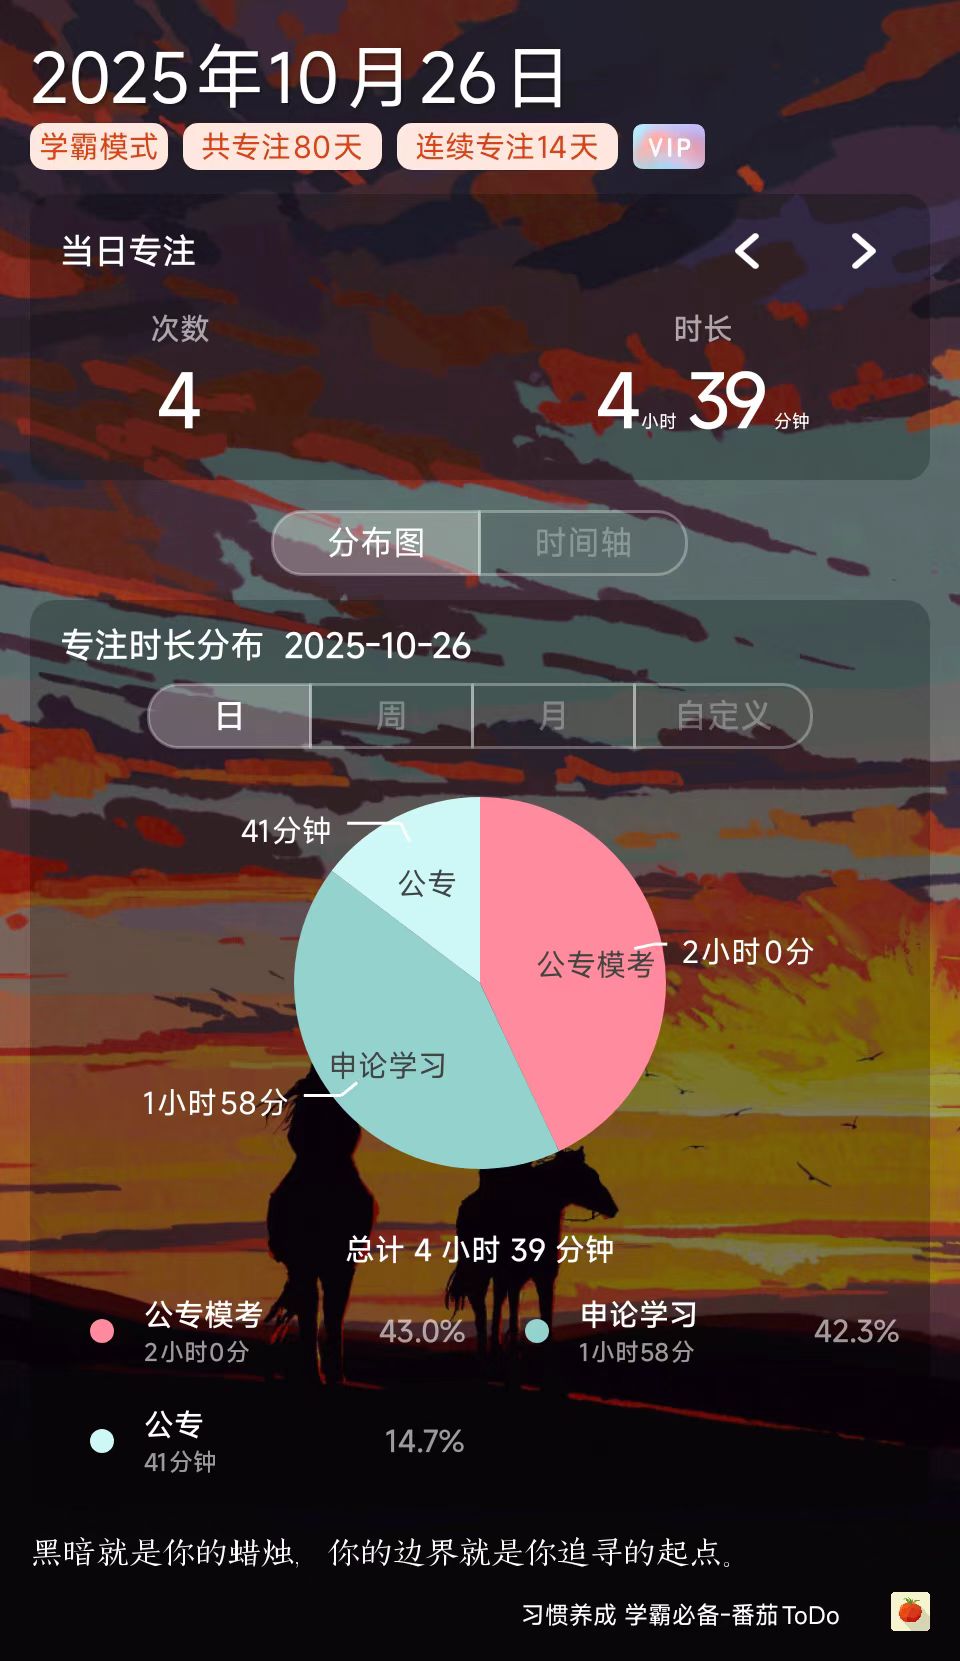 2025年10月26日
学霸模式 共专注80天 连续专注14天 VIP
当日专注
次数 时长
4 4小时 39分钟
分布图 时间轴
专注时长分布 2025-10-26
日 周 月 自定义
41分钟
公专
公专模考 2小时0分
申论学习
1小时58分
总计 4 小时 39 分钟
公专模考 43.0% 申论学习 42.3%
2小时0分 1小时58分
公专 14.7%
41分钟
黑暗就是你的蜡烛，你的边界就是你追寻的起点。
习惯养成 学霸必备-番茄ToDo